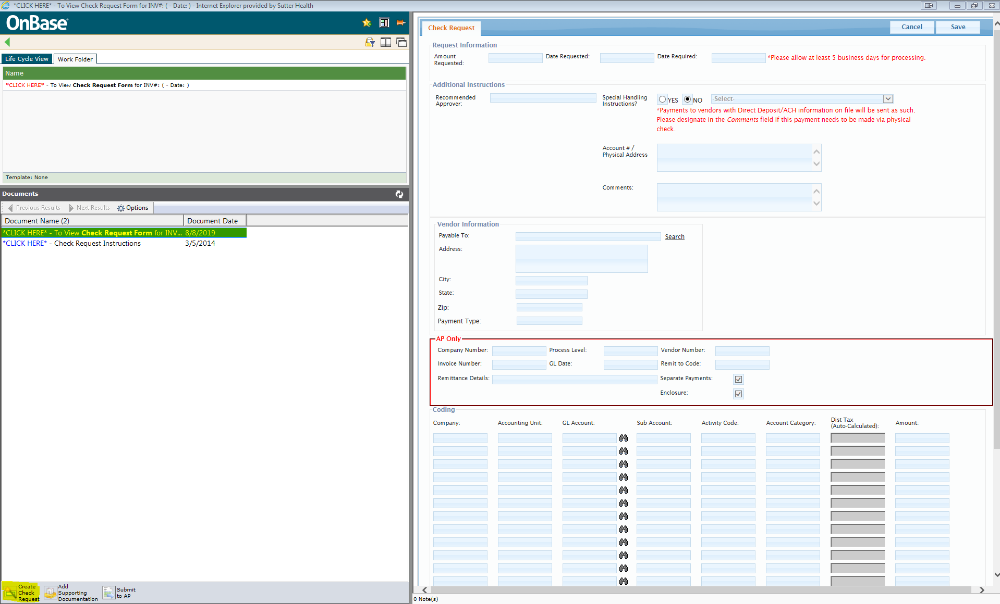 *CLICK HERE* - To View Check Request Form for INV#: ( - Date: ) - Internet Explorer provided by Sutter Health
OnBase
Life Cycle View
Work Folder
Name
*CLICK HERE* - To View Check Request Form for INV#: ( - Date: )
Template: None
Documents
Previous Results
Next Results
Options
Document Name (2)
Document Date
*CLICK HERE* - To View Check Request Form for INV... 8/8/2019
*CLICK HERE* - Check Request Instructions 3/5/2014
Create
Check
Request
Add
Supporting
Documentation
Submit
to AP
Check Request
Cancel
Save
Request Information
Amount
Requested:
Date Requested:
Date Required:
*Please allow at least 5 business days for processing.
Additional Instructions
Recommended
Approver:
Special Handling
Instructions?
YES
NO
-Select-
*Payments to vendors with Direct Deposit/ACH information on file will be sent as such.
Please designate in the Comments field if this payment needs to be made via physical
check.
Account # /
Physical Address
Comments:
Vendor Information
Payable To:
Search
Address:
City:
State:
Zip:
Payment Type:
AP Only
Company Number:
Process Level:
Vendor Number:
Invoice Number:
GL Date:
Remit to Code:
Remittance Details:
Separate Payments:
Enclosure:
Coding
Company:
Accounting Unit:
GL Account:
Sub Account:
Activity Code:
Account Category:
Dist Tax
(Auto-Calculated):
Amount:
0 Note(s)